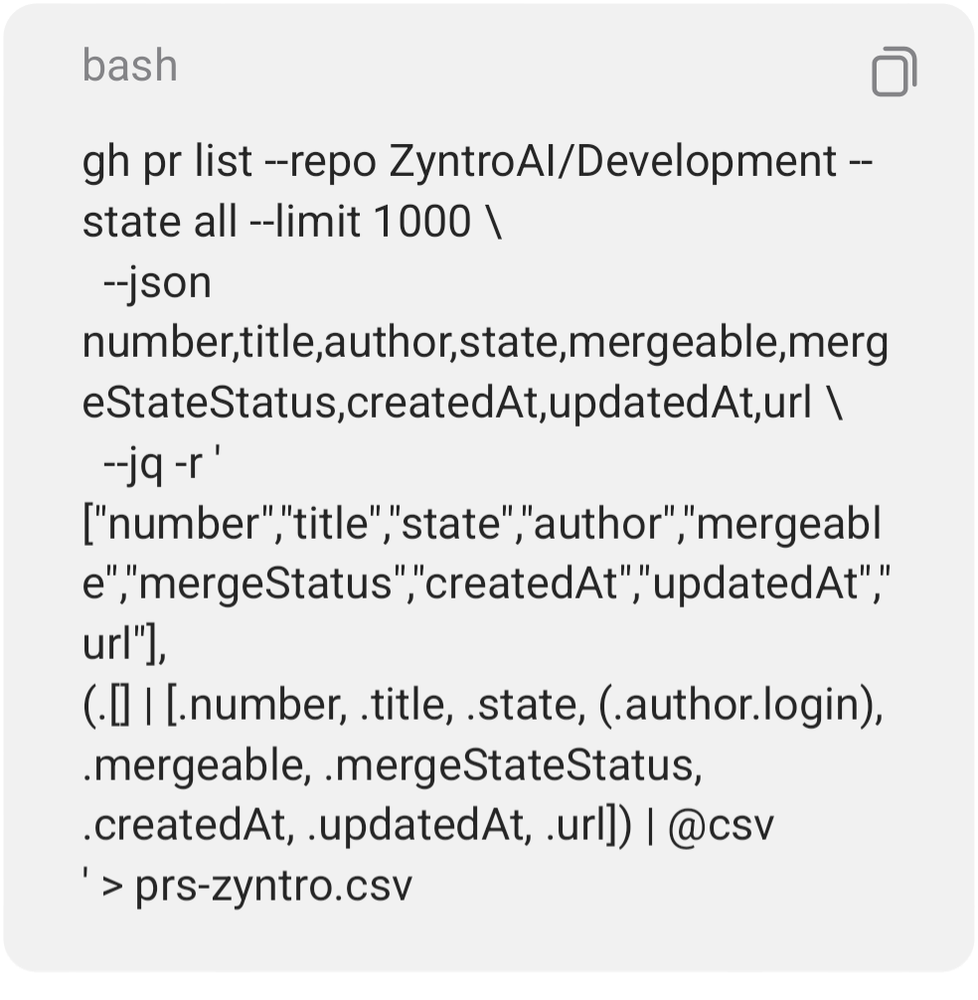 bash
gh pr list --repo ZyntroAI/Development --
state all --limit 1000 \
--json
number,title,author,state,mergeable,merg
eStateStatus,createdAt,updatedAt,url \
--jq -r '
["number","title","state","author","mergeabl
e","mergeStatus","createdAt","updatedAt","
url"],
(.[] | [.number, .title, .state, (.author.login),
.mergeable, .mergeStateStatus,
.createdAt, .updatedAt, .url]) | @csv
' > prs-zyntro.csv